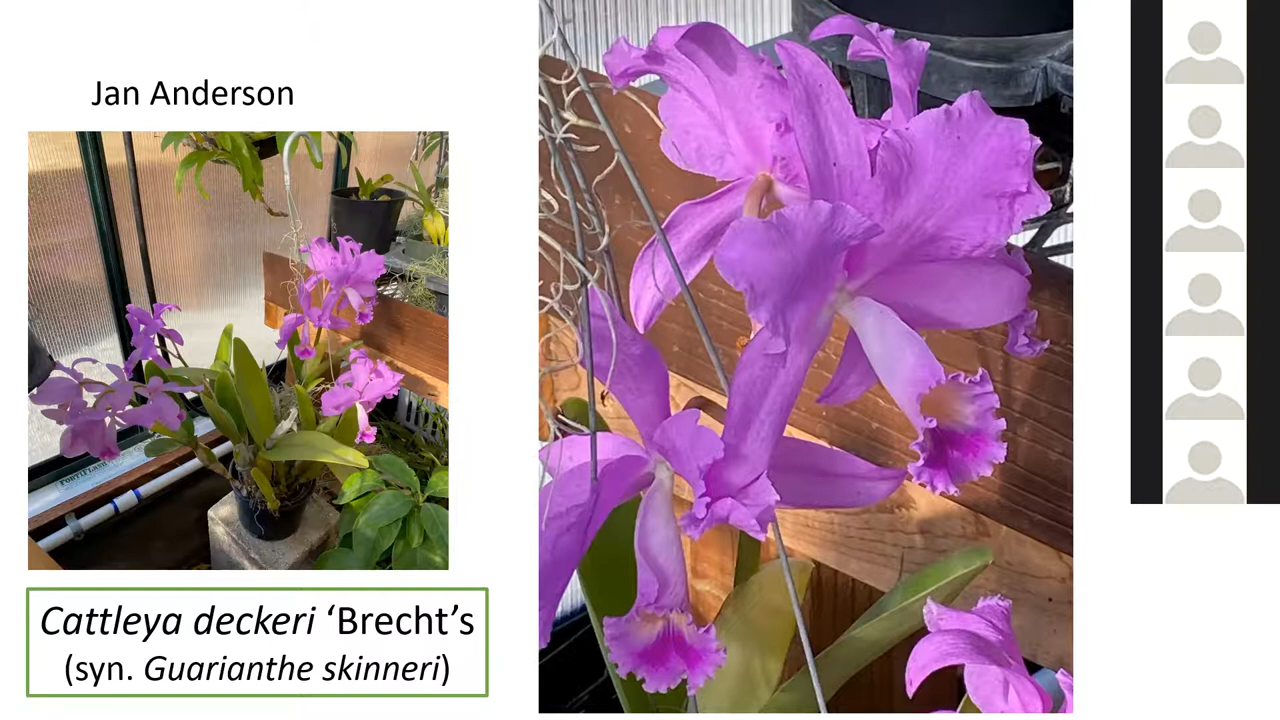 Jan Anderson
Cattleya deckeri ‘Brecht’s
(syn. Guarianthe skinneri)